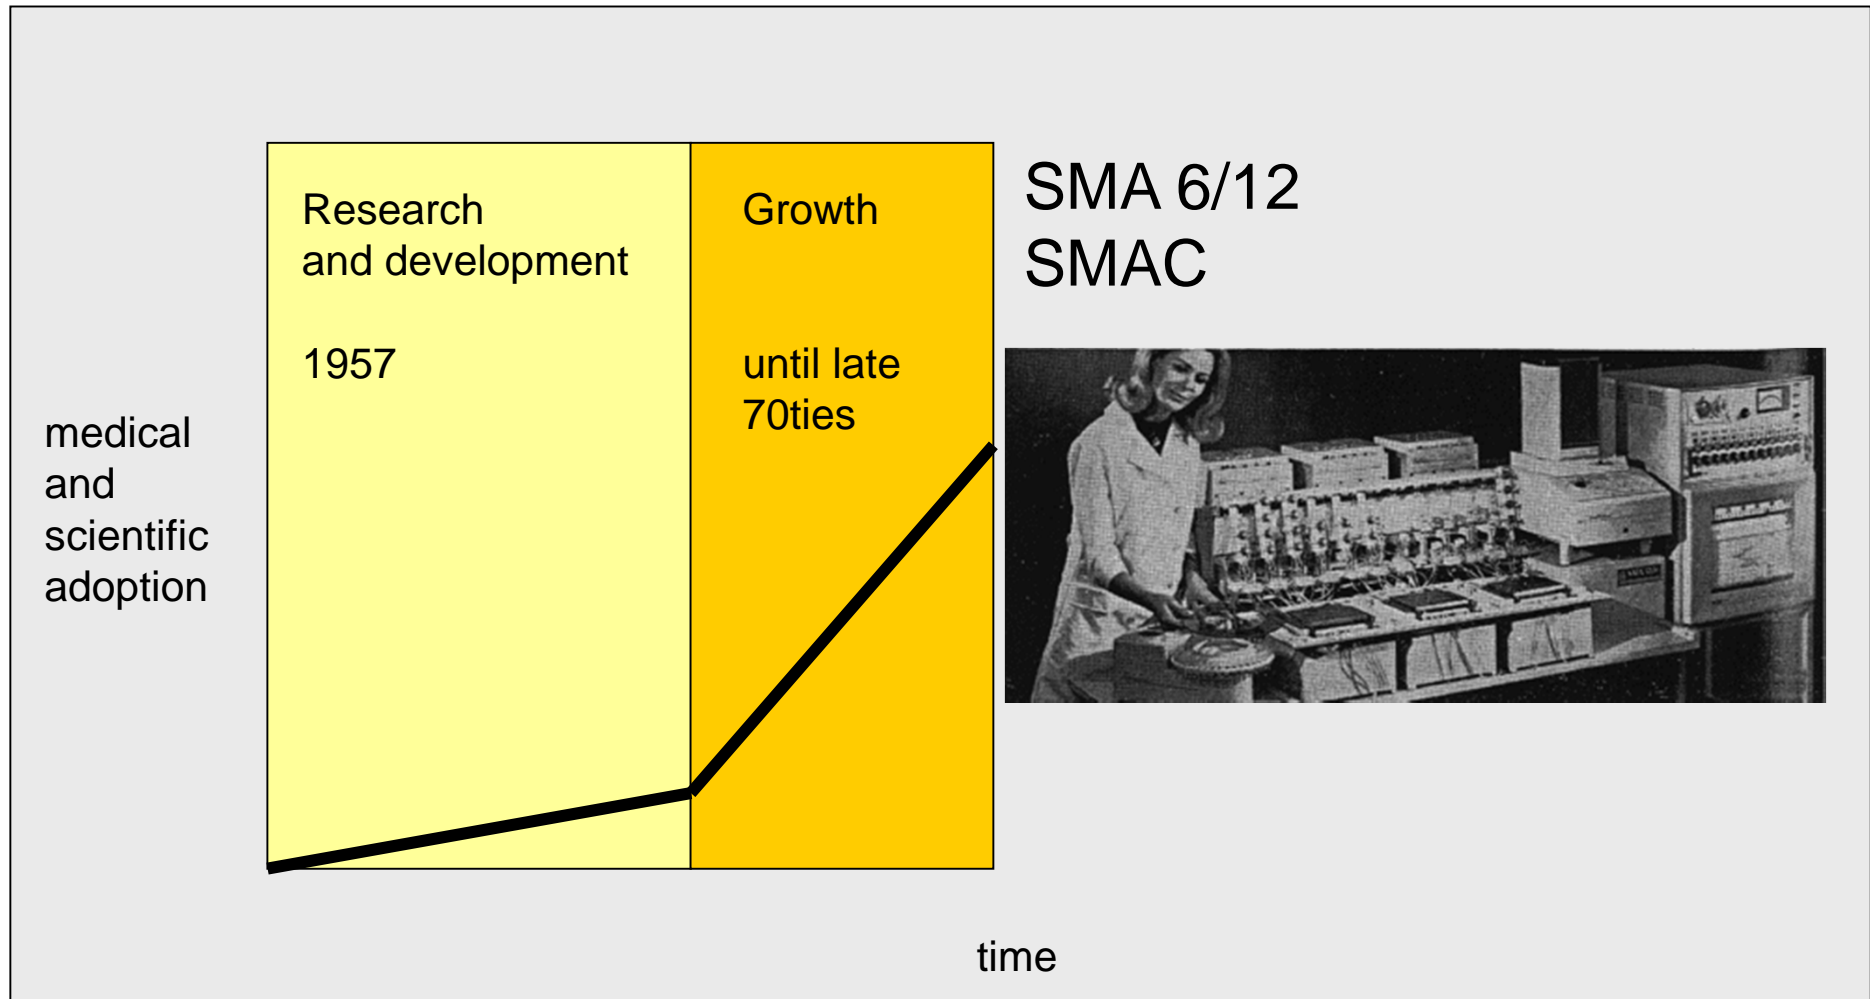 Research
and development
1957
Growth
until late
70ties
SMA 6/12
SMAC
medical
and
scientific
adoption
time